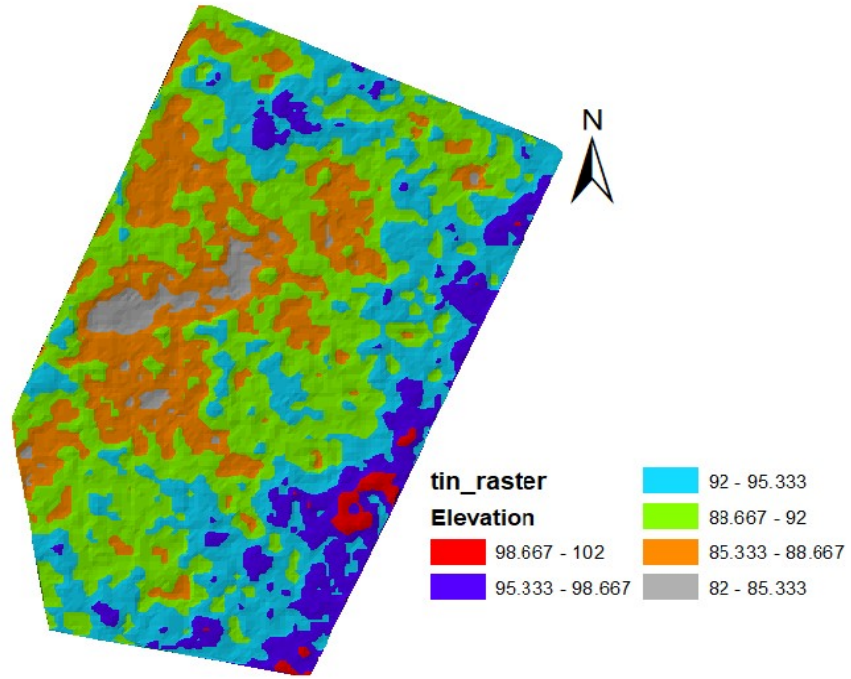 N
tin_raster
Elevation
98.667 - 102
95.333 - 98.667
92 - 95.333
88.667 - 92
85.333 - 88.667
82 - 85.333